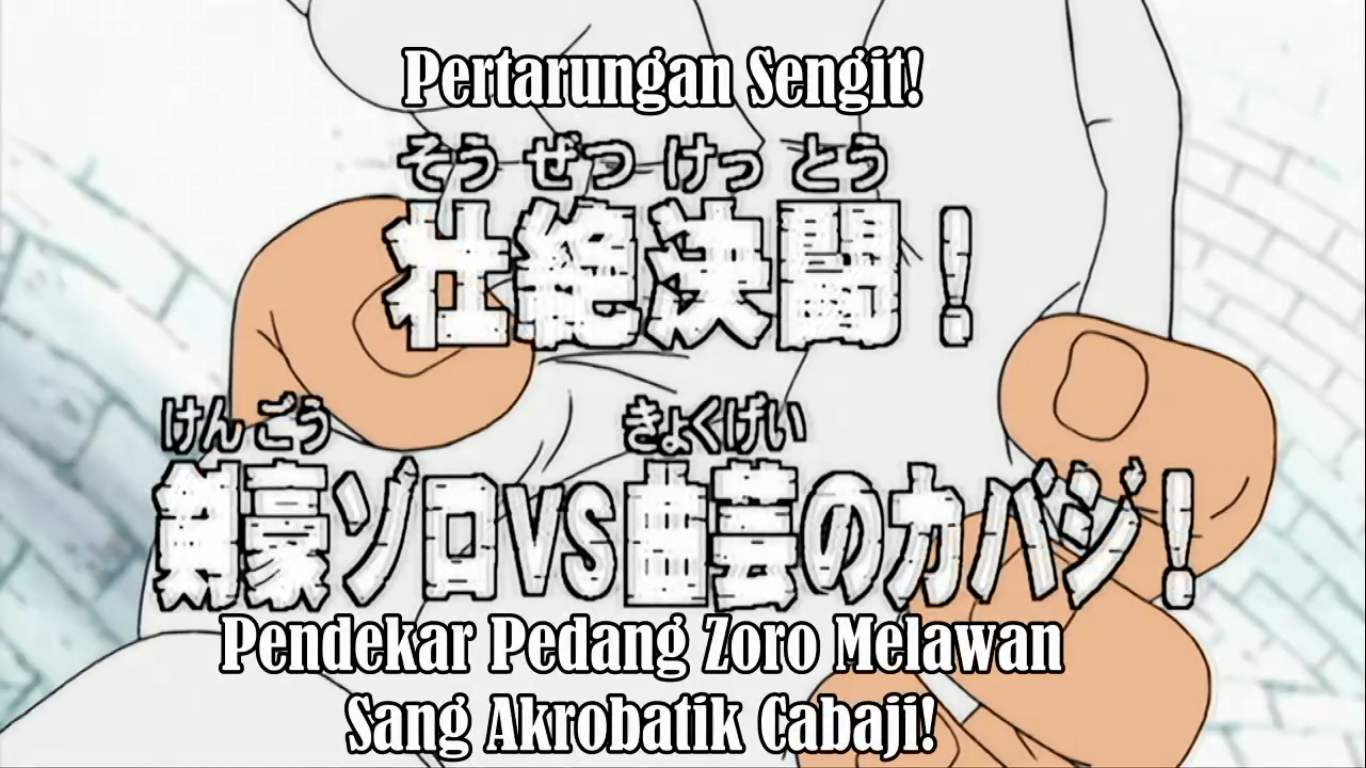 Pertarungan Sengit!
そう ぜつ けっ とう
壮絶決闘！
けん ごう きょくげい
剣豪ゾロVS曲芸のカバジ！
Pendekar Pedang Zoro Melawan
Sang Akrobatik Cabaji!